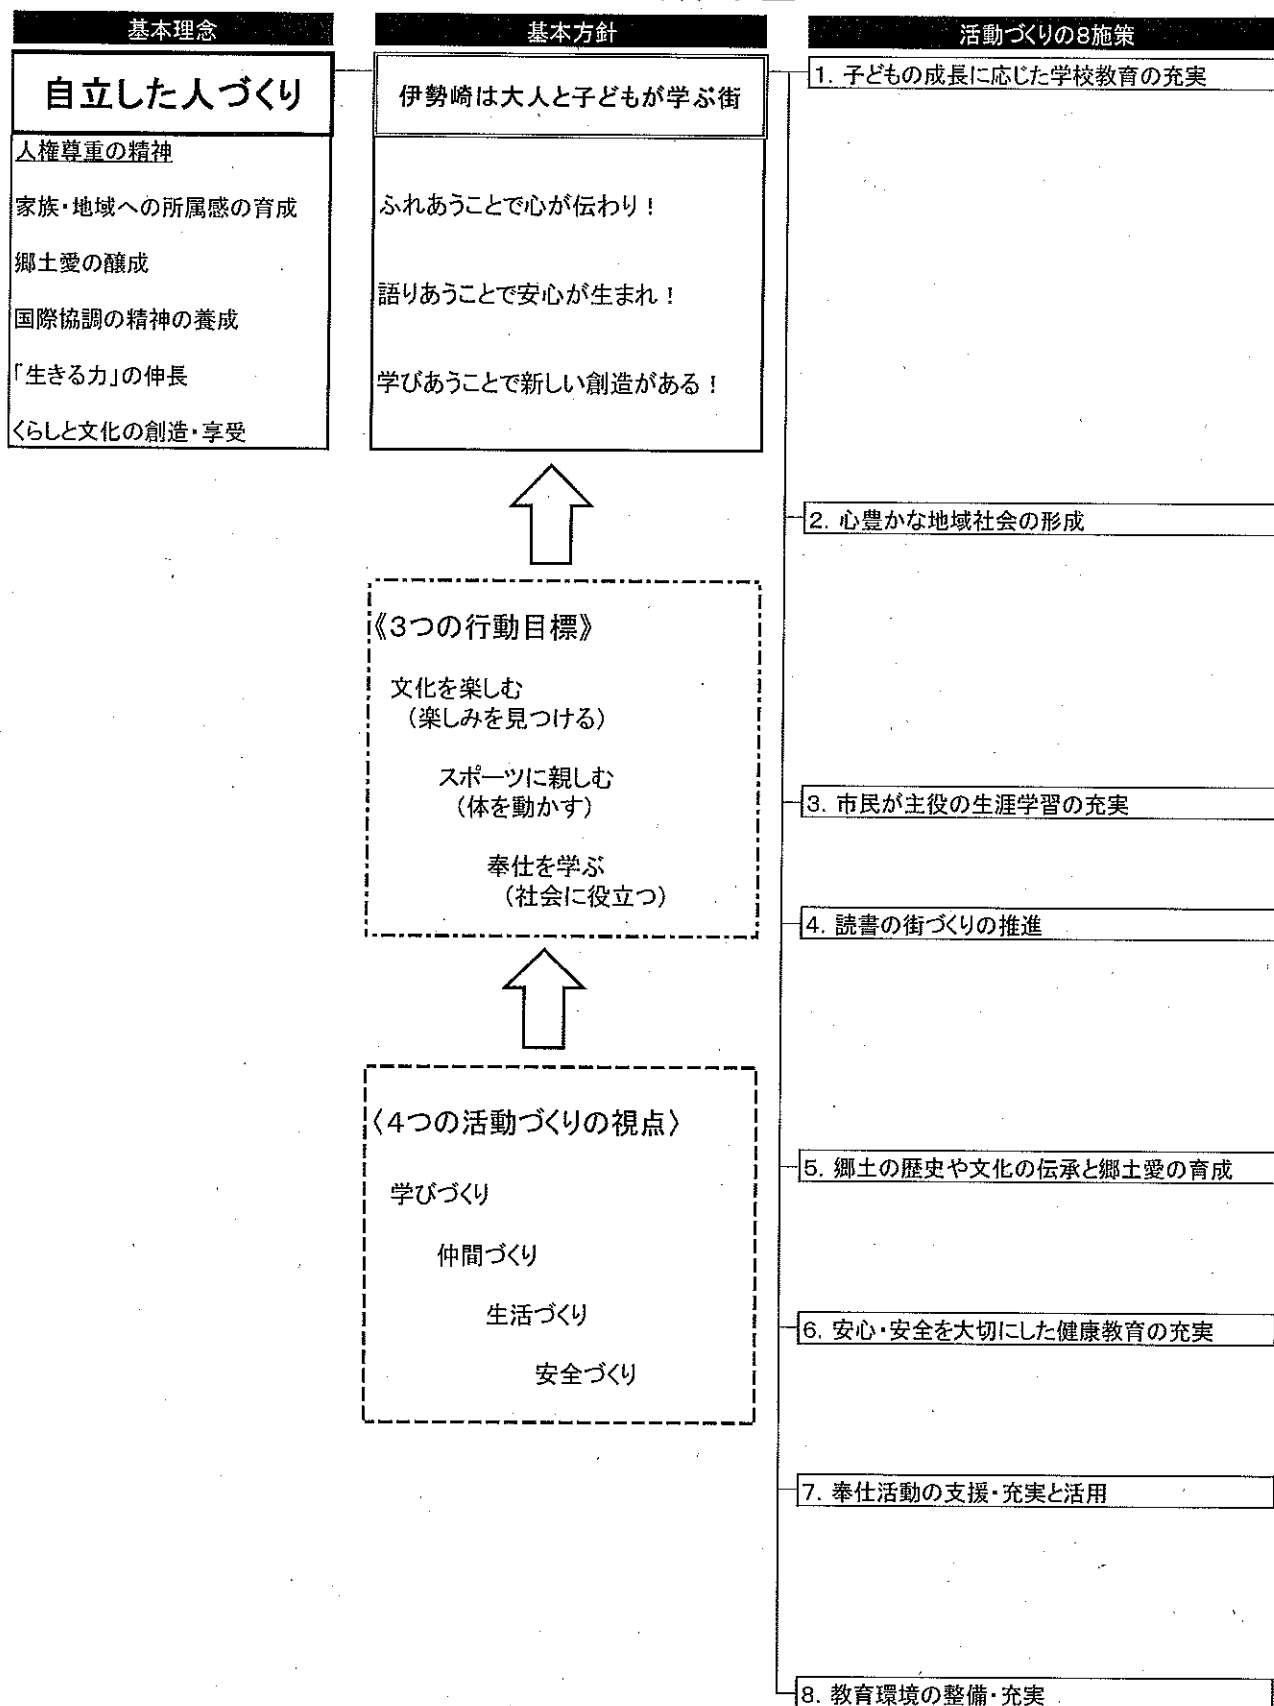 基本理念
自立した人づくり
人権尊重の精神
家族・地域への所属感の育成
郷土愛の醸成
国際協調の精神の養成
「生きる力」の伸長
くらしと文化の創造・享受
基本方針
伊勢崎は大人と子どもが学ぶ街
ふれあうことで心が伝わり！
語りあうことで安心が生まれ！
学びあうことで新しい創造がある！
《3つの行動目標》
文化を楽しむ
（楽しみを見つける）
スポーツに親しむ
（体を動かす）
奉仕を学ぶ
（社会に役立つ）
〈4つの活動づくりの視点〉
学びづくり
仲間づくり
生活づくり
安全づくり
活動づくりの8施策
1. 子どもの成長に応じた学校教育の充実
2. 心豊かな地域社会の形成
3. 市民が主役の生涯学習の充実
4. 読書の街づくりの推進
5. 郷土の歴史や文化の伝承と郷土愛の育成
6. 安心・安全を大切にした健康教育の充実
7. 奉仕活動の支援・充実と活用
8. 教育環境の整備・充実